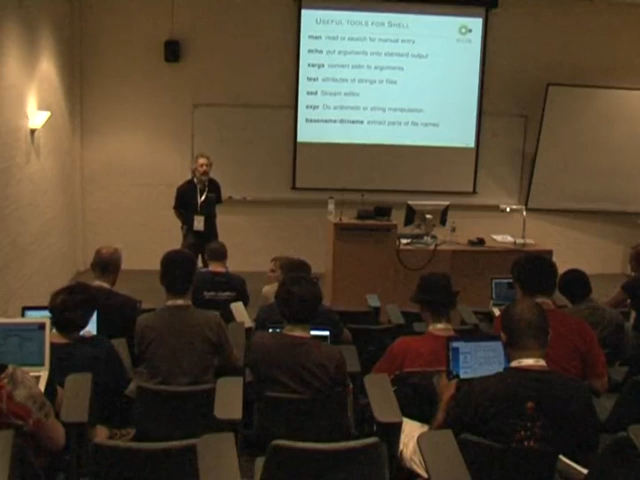 USEFUL TOOLS FOR SHELL
man read or search for manual entry
echo put arguments onto standard output
xargs convert stdin to arguments
test attributes of strings or files
sed Stream editor
expr Do arithmetic or string manipulation
basename/dirname extract parts of file names